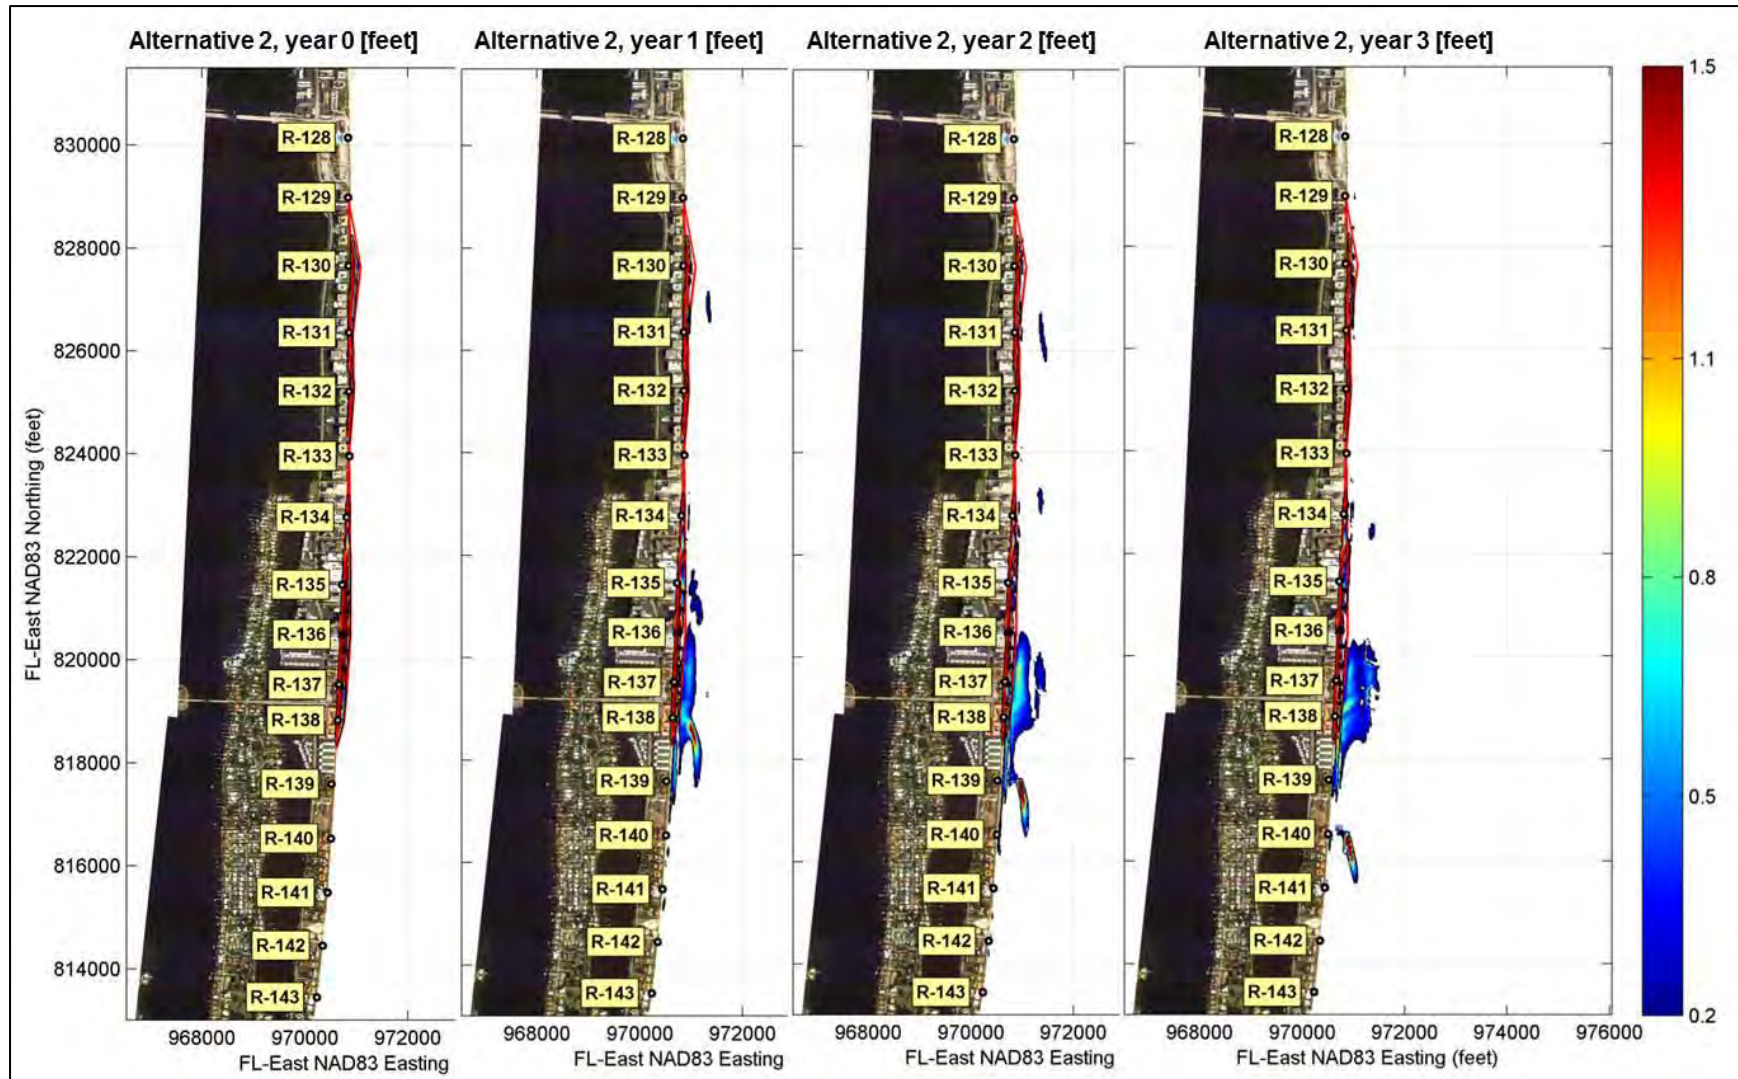 Alternative 2, year 0 [feet]
Alternative 2, year 1 [feet]
Alternative 2, year 2 [feet]
Alternative 2, year 3 [feet]
FL-East NAD83 Northing (feet)
830000
828000
826000
824000
822000
820000
818000
816000
814000
R-128
R-129
R-130
R-131
R-132
R-133
R-134
R-135
R-136
R-137
R-138
R-139
R-140
R-141
R-142
R-143
968000 970000 972000
FL-East NAD83 Easting
R-128
R-129
R-130
R-131
R-132
R-133
R-134
R-135
R-136
R-137
R-138
R-139
R-140
R-141
R-142
R-143
968000 970000 972000
FL-East NAD83 Easting
R-128
R-129
R-130
R-131
R-132
R-133
R-134
R-135
R-136
R-137
R-138
R-139
R-140
R-141
R-142
R-143
968000 970000 972000
FL-East NAD83 Easting
R-128
R-129
R-130
R-131
R-132
R-133
R-134
R-135
R-136
R-137
R-138
R-139
R-140
R-141
R-142
R-143
968000 970000 972000 974000 976000
FL-East NAD83 Easting (feet)
1.5
1.1
0.8
0.5
0.2